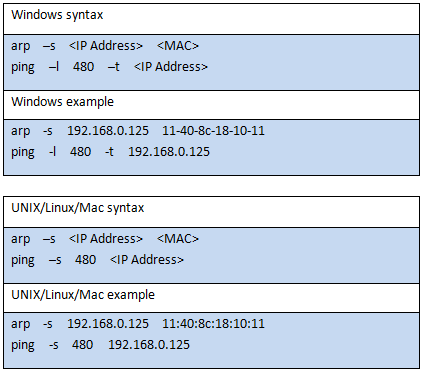 Windows syntax
arp –s <IP Address> <MAC>
ping –l 480 –t <IP Address>
Windows example
arp -s 192.168.0.125 11-40-8c-18-10-11
ping -l 480 -t 192.168.0.125
UNIX/Linux/Mac syntax
arp –s <IP Address> <MAC>
ping –s 480 <IP Address>
UNIX/Linux/Mac example
arp -s 192.168.0.125 11:40:8c:18:10:11
ping -s 480 192.168.0.125